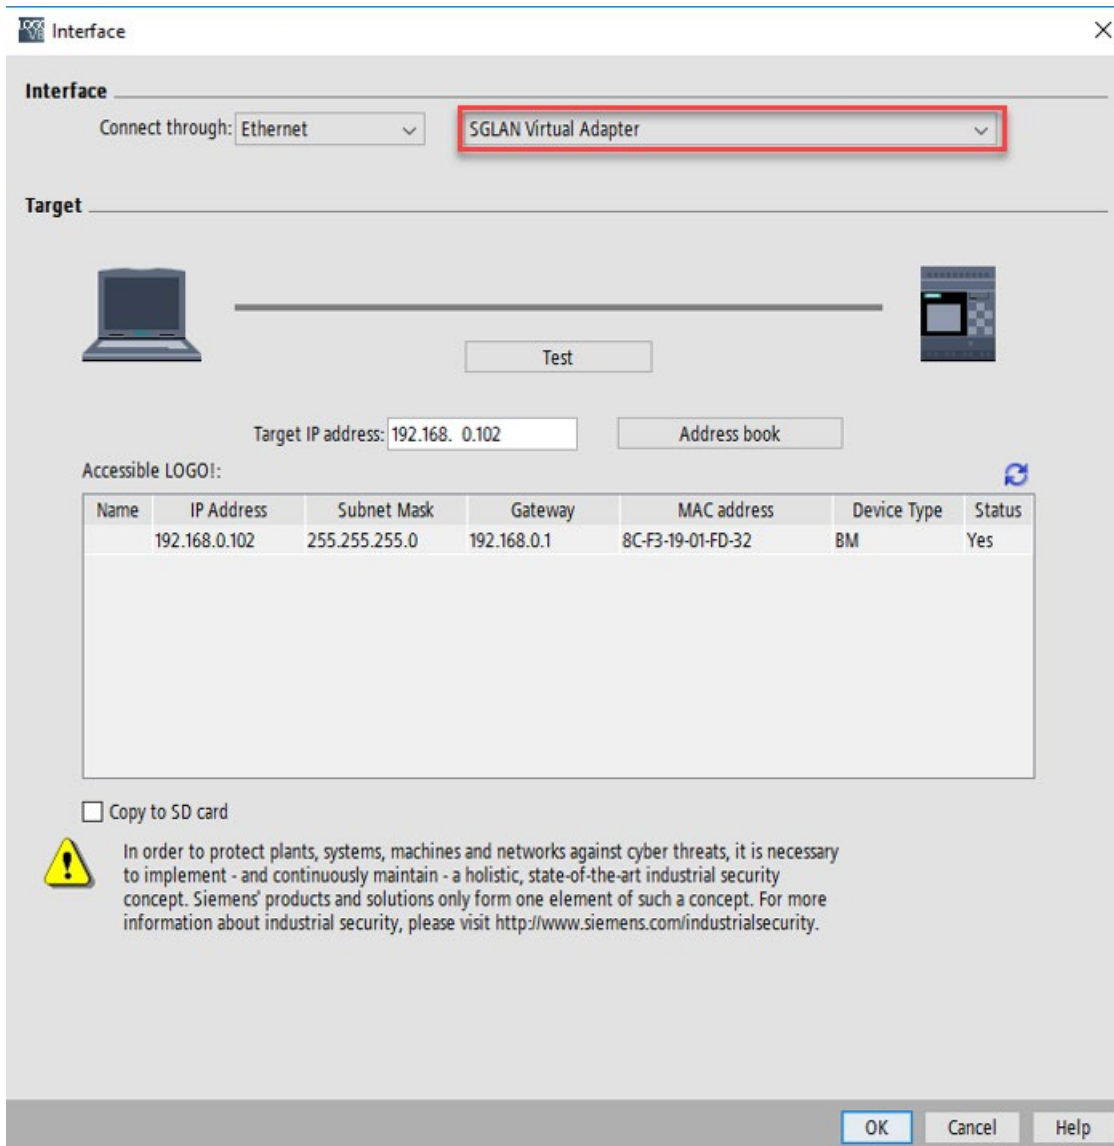 Interface
Interface
Connect through: Ethernet SGLAN Virtual Adapter
Target
Test
Target IP address: 192.168. 0.102 Address book
Accessible LOGO!:
Name IP Address Subnet Mask Gateway MAC address Device Type Status
192.168.0.102 255.255.255.0 192.168.0.1 8C-F3-19-01-FD-32 BM Yes
Copy to SD card
In order to protect plants, systems, machines and networks against cyber threats, it is necessary
to implement - and continuously maintain - a holistic, state-of-the-art industrial security
concept. Siemens' products and solutions only form one element of such a concept. For more
information about industrial security, please visit http://www.siemens.com/industrialsecurity.
OK Cancel Help